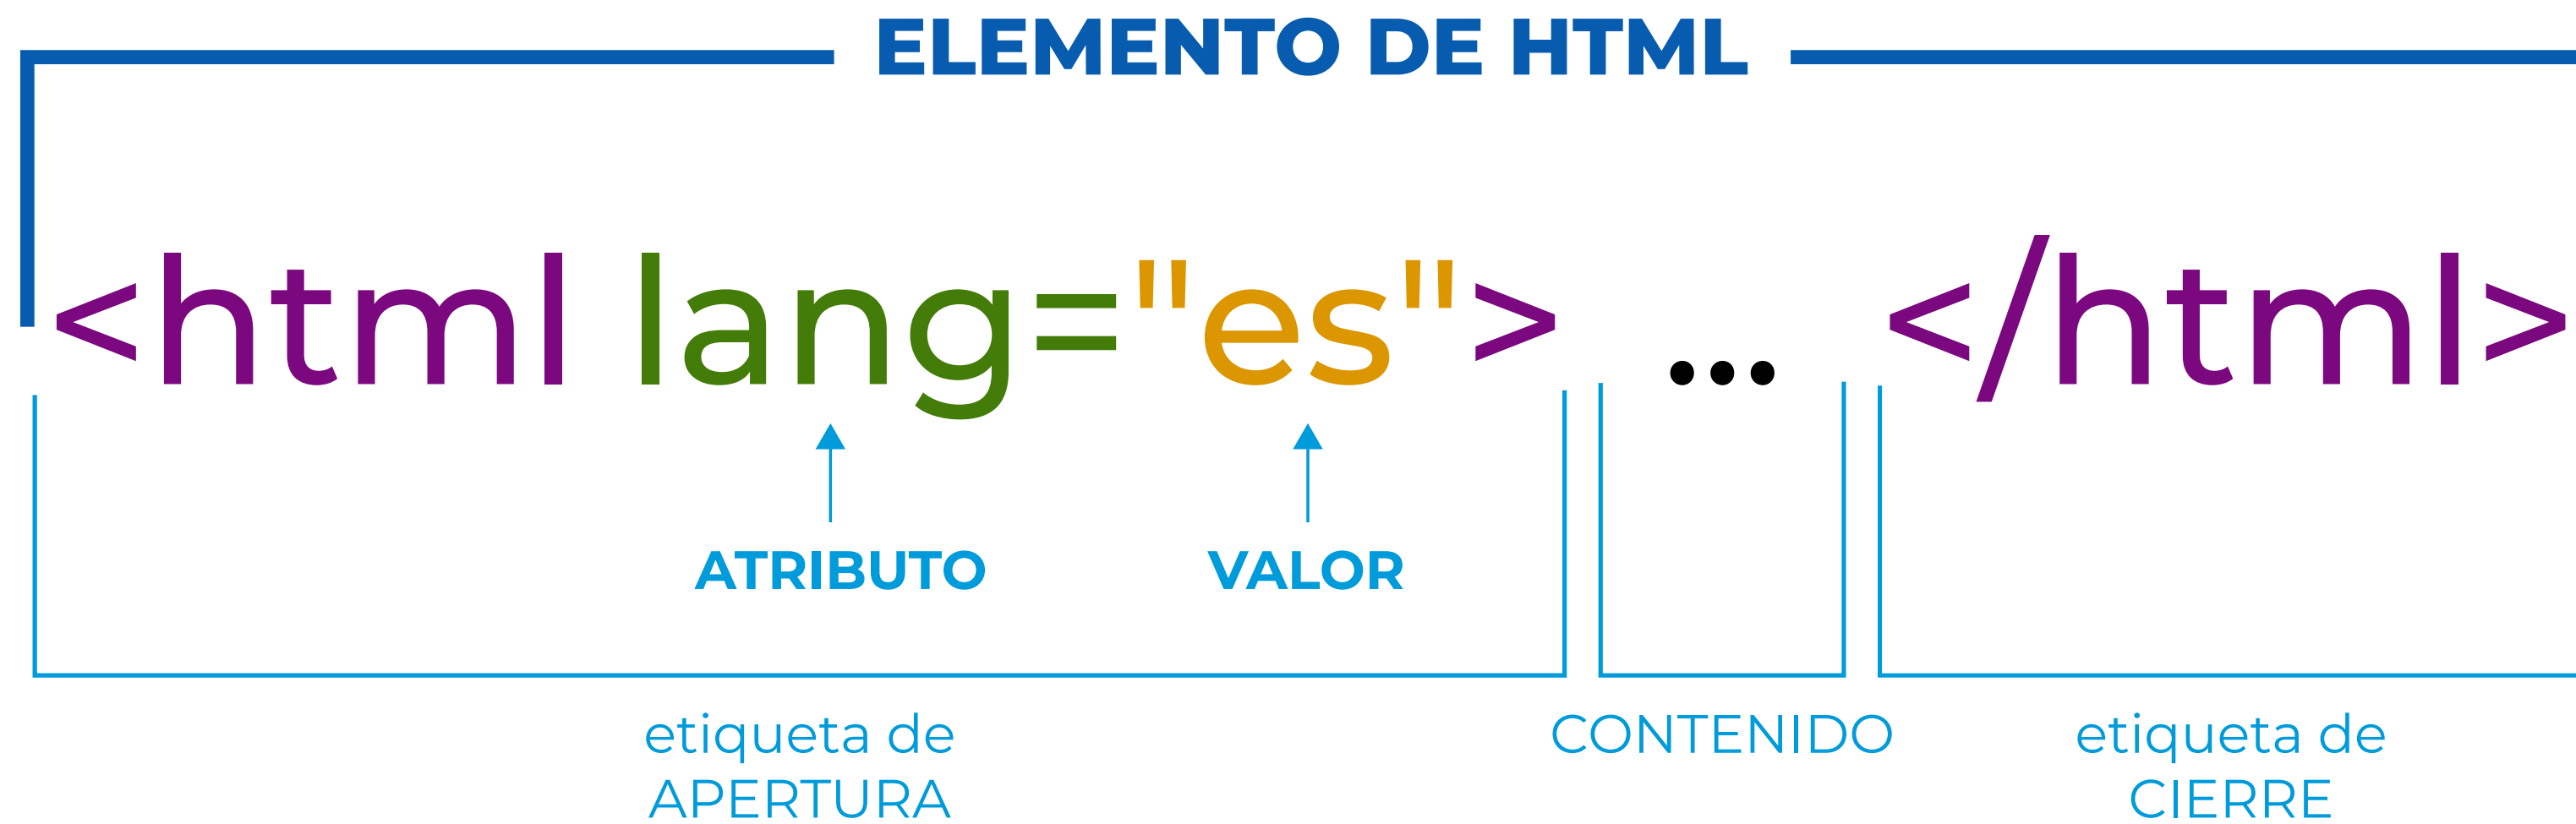 ELEMENTO DE HTML
<html lang="es"> ... </html>
ATRIBUTO VALOR
etiqueta de APERTURA
CONTENIDO
etiqueta de CIERRE